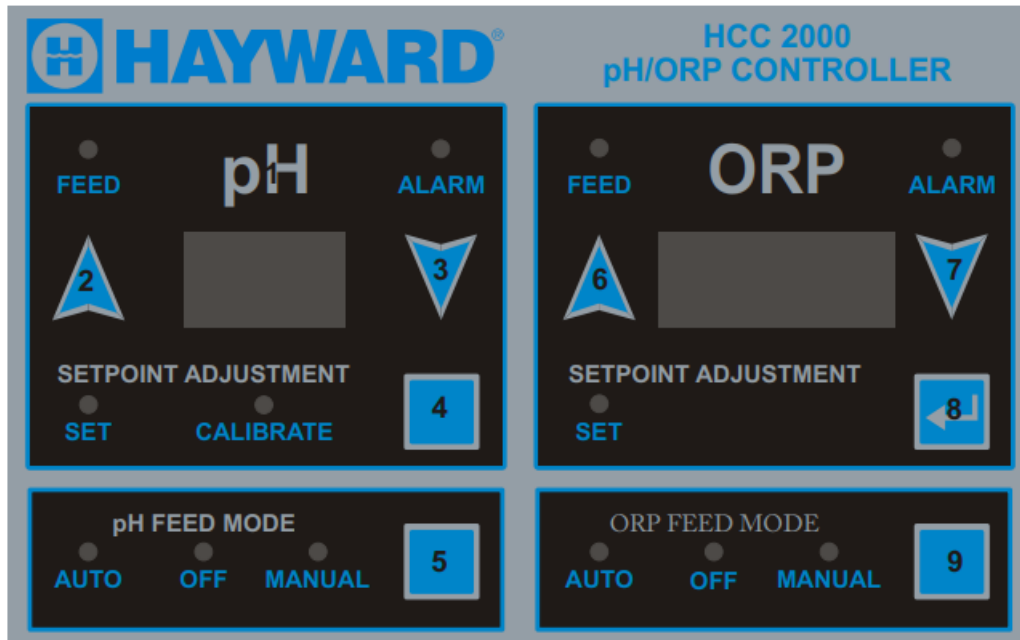 HAYWARD®
HCC 2000
pH/ORP CONTROLLER
FEED
pH
1
ALARM
2
3
SETPOINT ADJUSTMENT
SET
CALIBRATE
4
pH FEED MODE
AUTO
OFF
MANUAL
5
FEED
ORP
ALARM
6
7
SETPOINT ADJUSTMENT
SET
8
ORP FEED MODE
AUTO
OFF
MANUAL
9